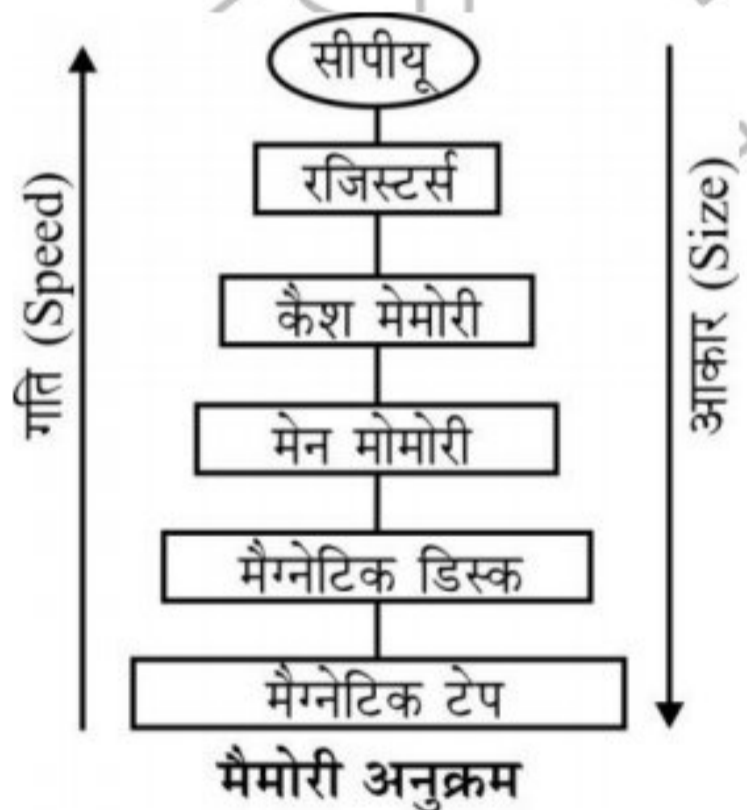 सीपीयू
रजिस्टर्स
कैश मेमोरी
मेन मोमोरी
मैग्नेटिक डिस्क
मैग्नेटिक टेप
गति (Speed)
आकार (Size)
मैमोरी अनुक्रम